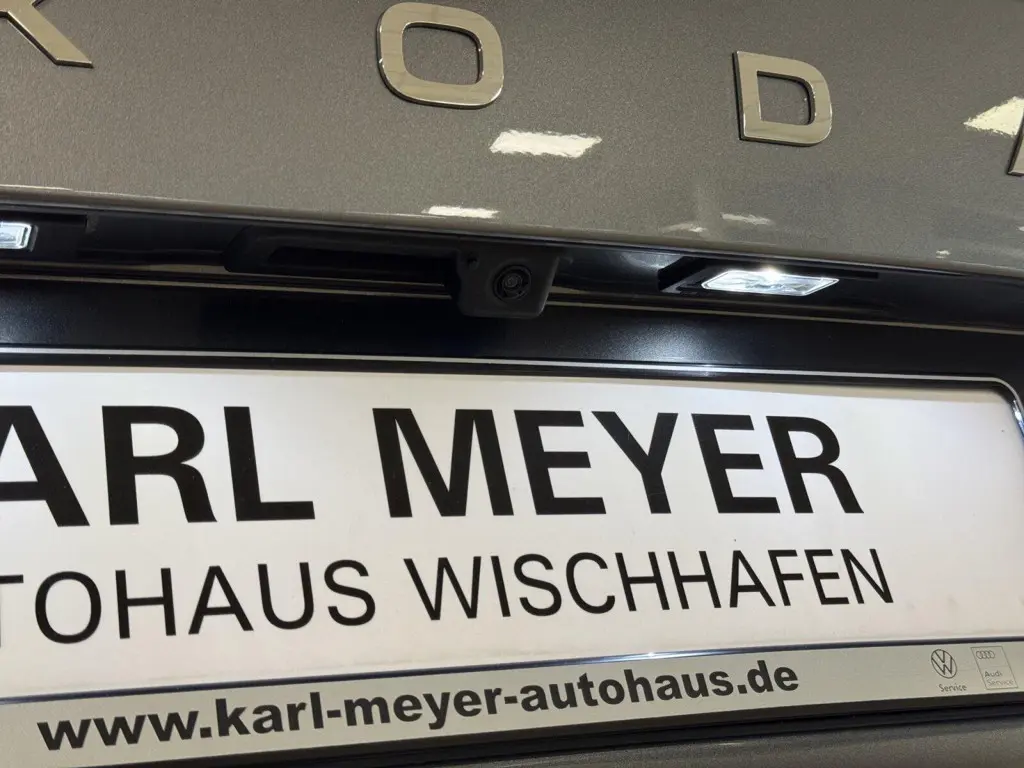 K O D
ARL MEYER
TOHAUS WISCHHAFEN
www.karl-meyer-autohaus.de
Service
Audi
Service